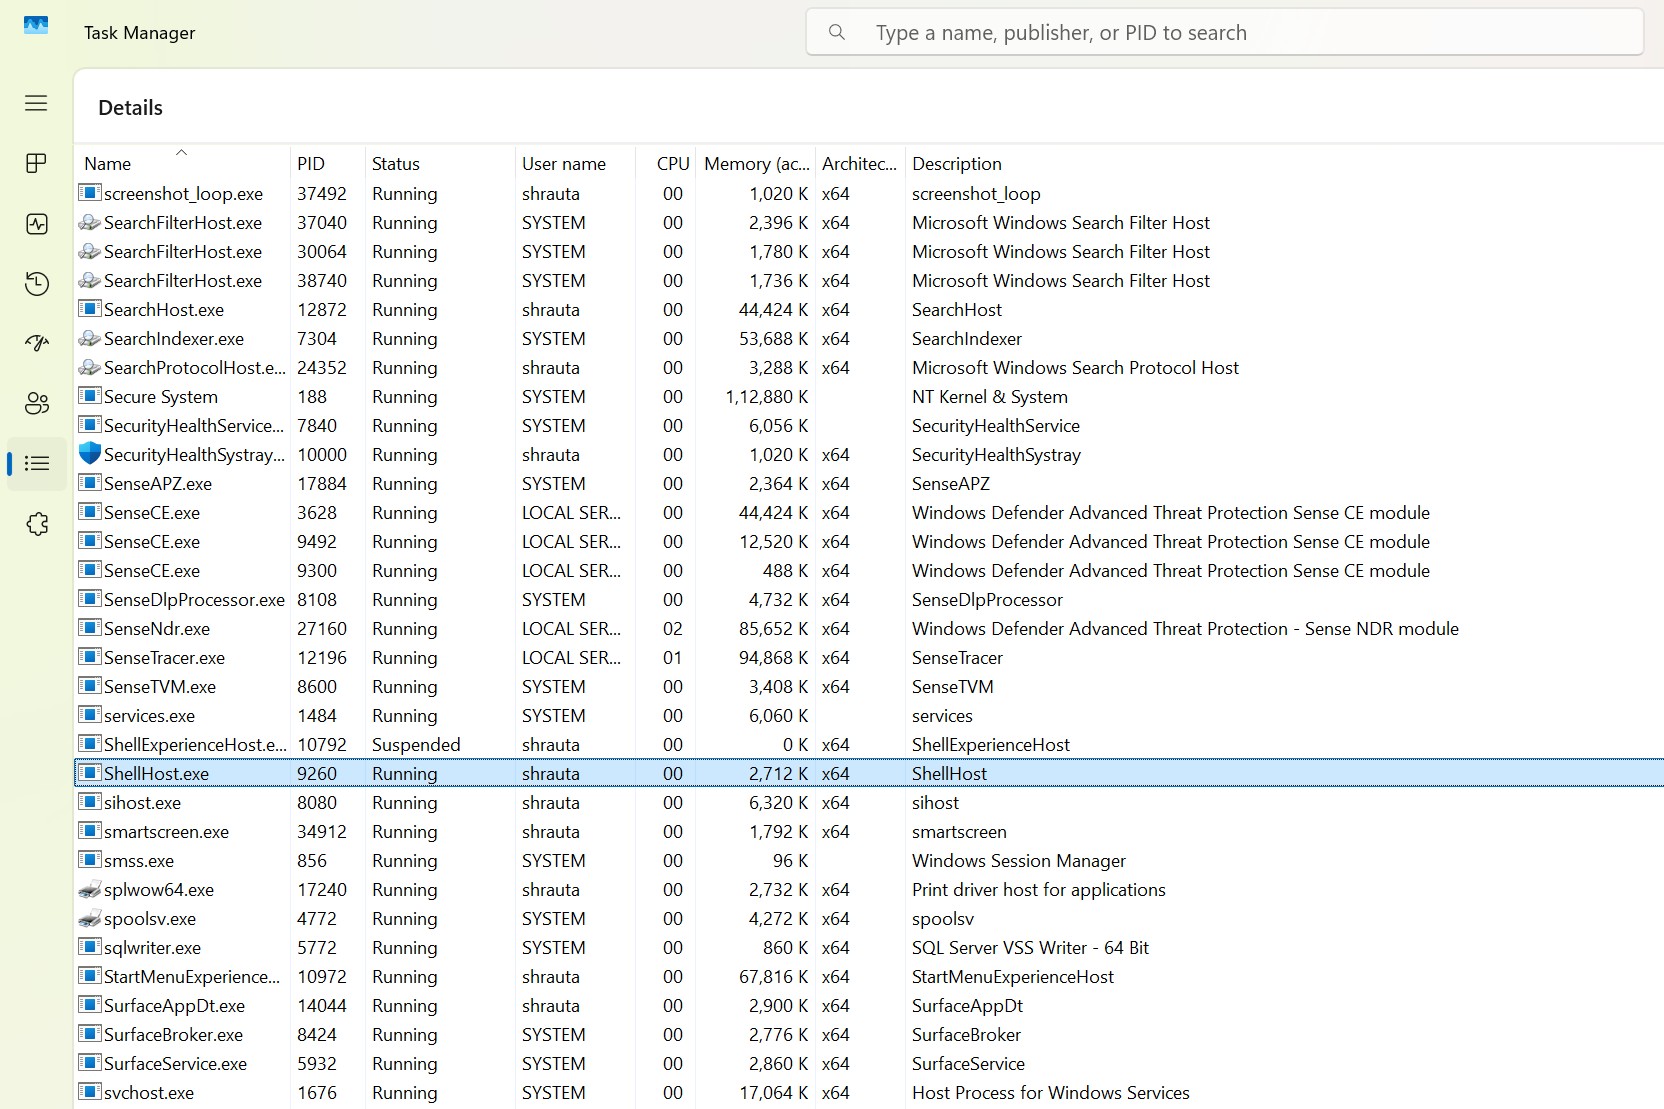 Task Manager
Type a name, publisher, or PID to search
Details
Name PID Status User name CPU Memory (ac... Architec... Description
screenshot_loop.exe 37492 Running shrauta 00 1,020 K x64 screenshot_loop
SearchFilterHost.exe 37040 Running SYSTEM 00 2,396 K x64 Microsoft Windows Search Filter Host
SearchFilterHost.exe 30064 Running SYSTEM 00 1,780 K x64 Microsoft Windows Search Filter Host
SearchFilterHost.exe 38740 Running SYSTEM 00 1,736 K x64 Microsoft Windows Search Filter Host
SearchHost.exe 12872 Running shrauta 00 44,424 K x64 SearchHost
SearchIndexer.exe 7304 Running SYSTEM 00 53,688 K x64 SearchIndexer
SearchProtocolHost.e... 24352 Running shrauta 00 3,288 K x64 Microsoft Windows Search Protocol Host
Secure System 188 Running SYSTEM 00 1,12,880 K NT Kernel & System
SecurityHealthService... 7840 Running SYSTEM 00 6,056 K SecurityHealthService
SecurityHealthSystray... 10000 Running shrauta 00 1,020 K x64 SecurityHealthSystray
SenseAPZ.exe 17884 Running SYSTEM 00 2,364 K x64 SenseAPZ
SenseCE.exe 3628 Running LOCAL SER... 00 44,424 K x64 Windows Defender Advanced Threat Protection Sense CE module
SenseCE.exe 9492 Running LOCAL SER... 00 12,520 K x64 Windows Defender Advanced Threat Protection Sense CE module
SenseCE.exe 9300 Running LOCAL SER... 00 488 K x64 Windows Defender Advanced Threat Protection Sense CE module
SenseDlpProcessor.exe 8108 Running SYSTEM 00 4,732 K x64 SenseDlpProcessor
SenseNdr.exe 27160 Running LOCAL SER... 02 85,652 K x64 Windows Defender Advanced Threat Protection - Sense NDR module
SenseTracer.exe 12196 Running LOCAL SER... 01 94,868 K x64 SenseTracer
SenseTVM.exe 8600 Running SYSTEM 00 3,408 K x64 SenseTVM
services.exe 1484 Running SYSTEM 00 6,060 K services
ShellExperienceHost.e... 10792 Suspended shrauta 00 0 K x64 ShellExperienceHost
ShellHost.exe 9260 Running shrauta 00 2,712 K x64 ShellHost
sihost.exe 8080 Running shrauta 00 6,320 K x64 sihost
smartscreen.exe 34912 Running shrauta 00 1,792 K x64 smartscreen
smss.exe 856 Running SYSTEM 00 96 K Windows Session Manager
splwow64.exe 17240 Running shrauta 00 2,732 K x64 Print driver host for applications
spoolsv.exe 4772 Running SYSTEM 00 4,272 K x64 spoolsv
sqlwriter.exe 5772 Running SYSTEM 00 860 K x64 SQL Server VSS Writer - 64 Bit
StartMenuExperience... 10972 Running shrauta 00 67,816 K x64 StartMenuExperienceHost
SurfaceAppDt.exe 14044 Running shrauta 00 2,900 K x64 SurfaceAppDt
SurfaceBroker.exe 8424 Running SYSTEM 00 2,776 K x64 SurfaceBroker
SurfaceService.exe 5932 Running SYSTEM 00 2,860 K x64 SurfaceService
svchost.exe 1676 Running SYSTEM 00 17,064 K x64 Host Process for Windows Services